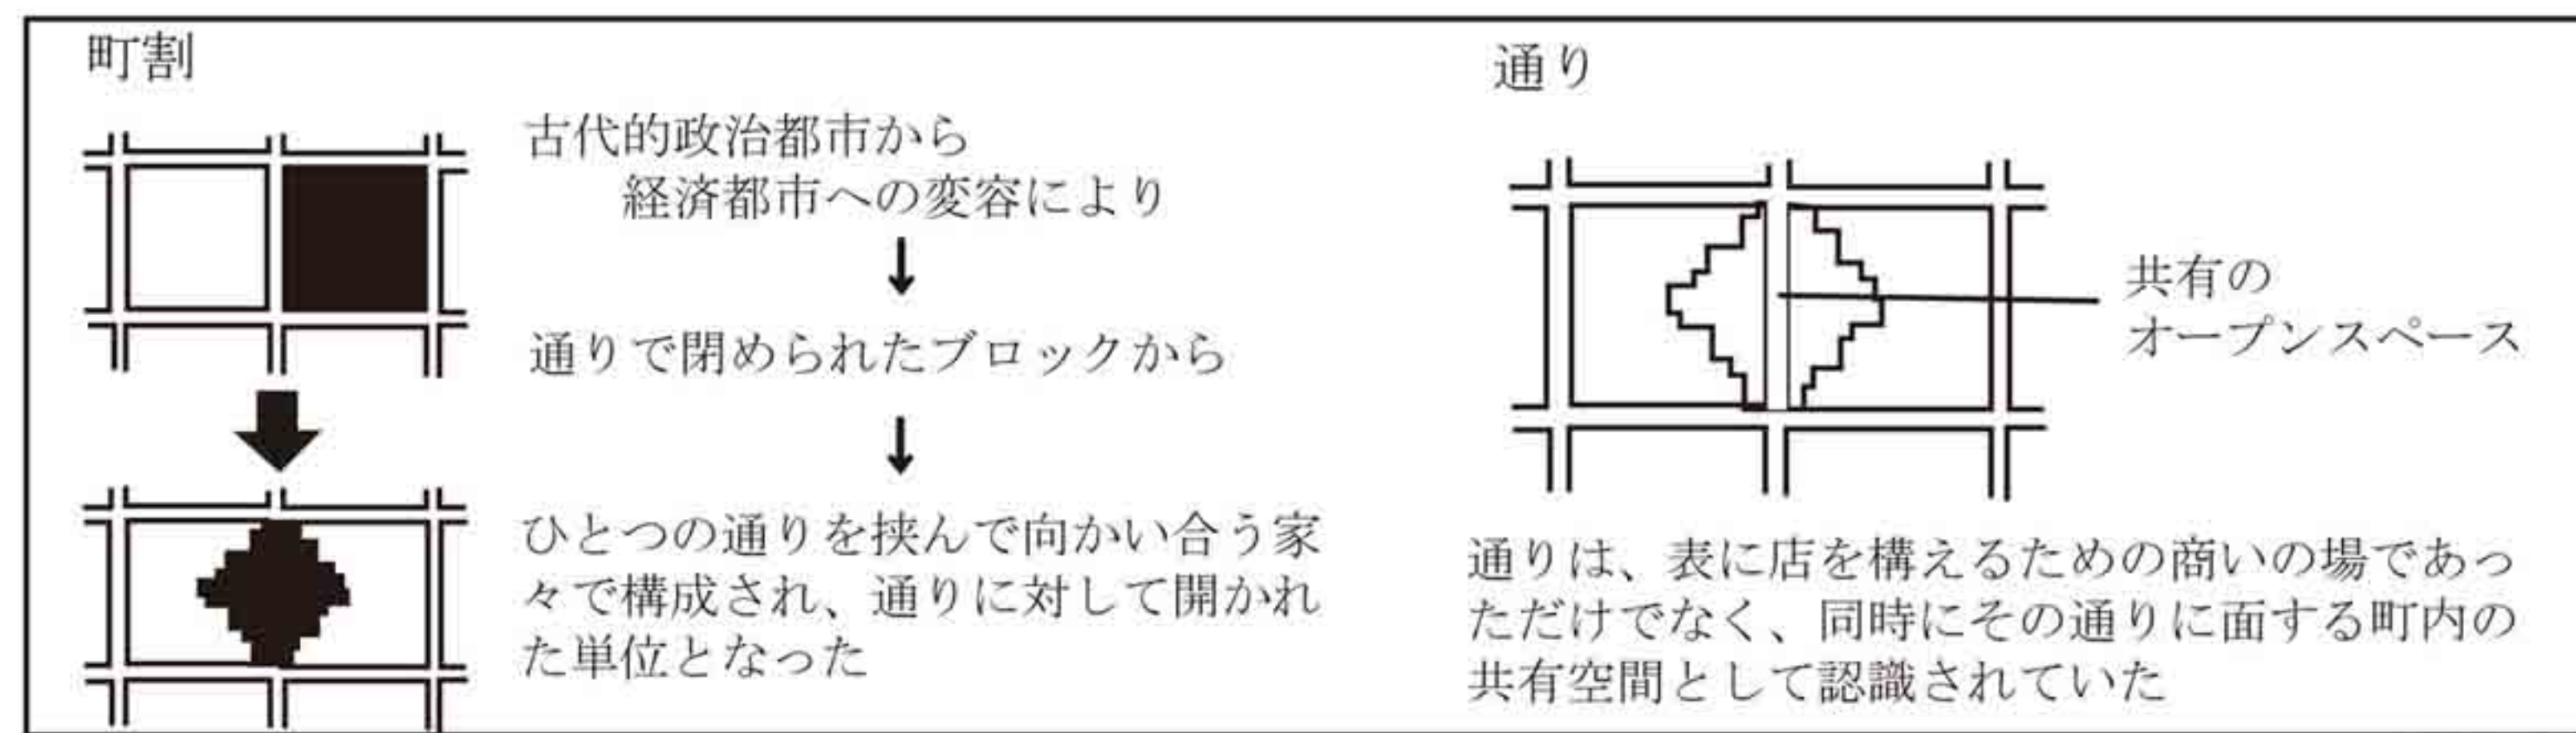 町割
古代的政治都市から
経済都市への変容により
通りで閉められたブロックから
ひとつの通りを挟んで向かい合う家
々で構成され、通りに対して開かれ
た単位となった
通り
共有の
オープンスペース
通りは、表に店を構えるための商いの場であっ
ただけでなく、同時にその通りに面する町内の
共有空間として認識されていた